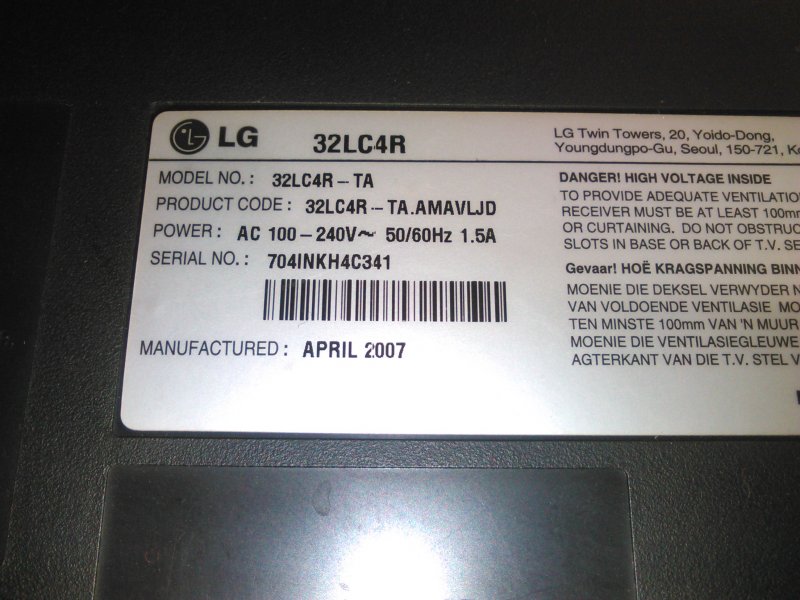 LG 32LC4R
MODEL NO.: 32LC4R-TA
PRODUCT CODE: 32LC4R-TA.AMAVLJD
POWER: AC 100-240V~ 50/60Hz 1.5A
SERIAL NO.: 704INKH4C341
MANUFACTURED: APRIL 2007
LG Twin Towers, 20, Yoido-Dong,
Youngdungpo-Gu, Seoul, 150-721,
DANGER! HIGH VOLTAGE INSIDE
TO PROVIDE ADEQUATE
RECEIVER MUST BE AT LEAST
OR CURTAINING. DO NOT
SLOTS IN BASE OR BACK OF T.V.
Gevaar! HOË KRAGSPANNING
MOENIE DIE DEKSEL VERWYDER
VAN VOLDOENDE VENTILASIE
TEN MINSTE 100mm VAN 'N MUUR
MOENIE DIE
AGTERKANT VAN DIE T.V. STEL